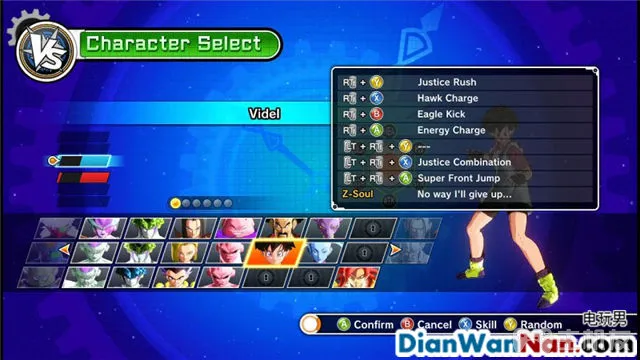 VS
Character Select
Videl
RT + Y Justice Rush
RT + X Hawk Charge
RT + B Eagle Kick
RT + A Energy Charge
LT + RT + Y ---
LT + RT + X Justice Combination
LT + RT + A Super Front Jump
Z-Soul No way I'll give up...
A Confirm B Cancel X Skill Y Random
电玩男
DianWanNan.com